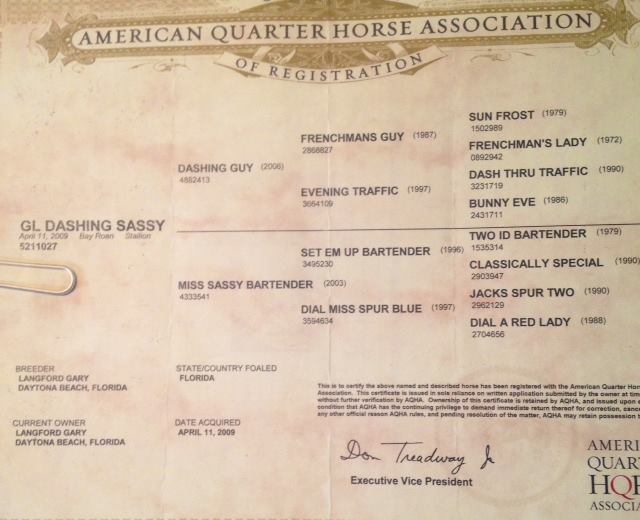 AMERICAN QUARTER HORSE ASSOCIATION
OF REGISTRATION
SUN FROST (1979)
1502989
FRENCHMANS GUY (1987)
2868827
FRENCHMAN'S LADY (1972)
0892942
DASHING GUY (2006)
4882413
DASH THRU TRAFFIC (1990)
3231719
EVENING TRAFFIC (1997)
3664109
BUNNY EVE (1986)
2431711
GL DASHING SASSY
April 11, 2009 Bay Roan Stallion
5211027
TWO ID BARTENDER (1979)
1535314
SET EM UP BARTENDER (1996)
3495230
CLASSICALLY SPECIAL (1990)
2903947
MISS SASSY BARTENDER (2003)
4333541
JACKS SPUR TWO (1990)
2962129
DIAL MISS SPUR BLUE (1997)
3594634
DIAL A RED LADY (1988)
2704656
BREEDER
LANGFORD GARY
DAYTONA BEACH, FLORIDA
STATE/COUNTRY FOALED
FLORIDA
CURRENT OWNER
LANGFORD GARY
DAYTONA BEACH, FLORIDA
DATE ACQUIRED
APRIL 11, 2009
This is to certify the above named and described horse has been registered with the American Quarter
Association. This certificate is issued in sole reliance on written application submitted by the owner at
without further verification by AQHA. Ownership of this certificate is retained by AQHA, and issued upon
condition that AQHA has the continuing privilege to demand immediate return thereof for correction,
any other official reason AQHA rules, and pending resolution of the matter, AQHA may retain possession
Don Treadway Jr
Executive Vice President
AMERI
QUAR
HO
ASSOCIA